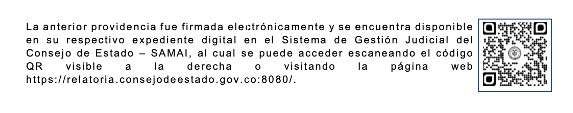 La anterior providencia fue firmada electrónicamente y se encuentra disponible
en su respectivo expediente digital en el Sistema de Gestión Judicial del
Consejo de Estado – SAMAI, al cual se puede acceder escaneando el código
QR visible a la derecha o visitando la página web
https://relatoria.consejodeestado.gov.co:8080/.